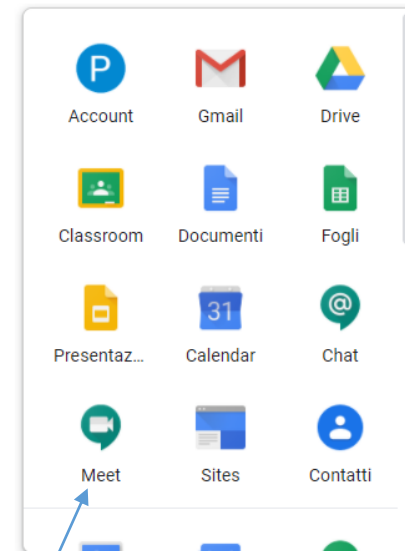 P
Account Gmail Drive
Classroom Documenti Fogli
31 @
Presentaz... Calendar Chat
Meet Sites Contatti